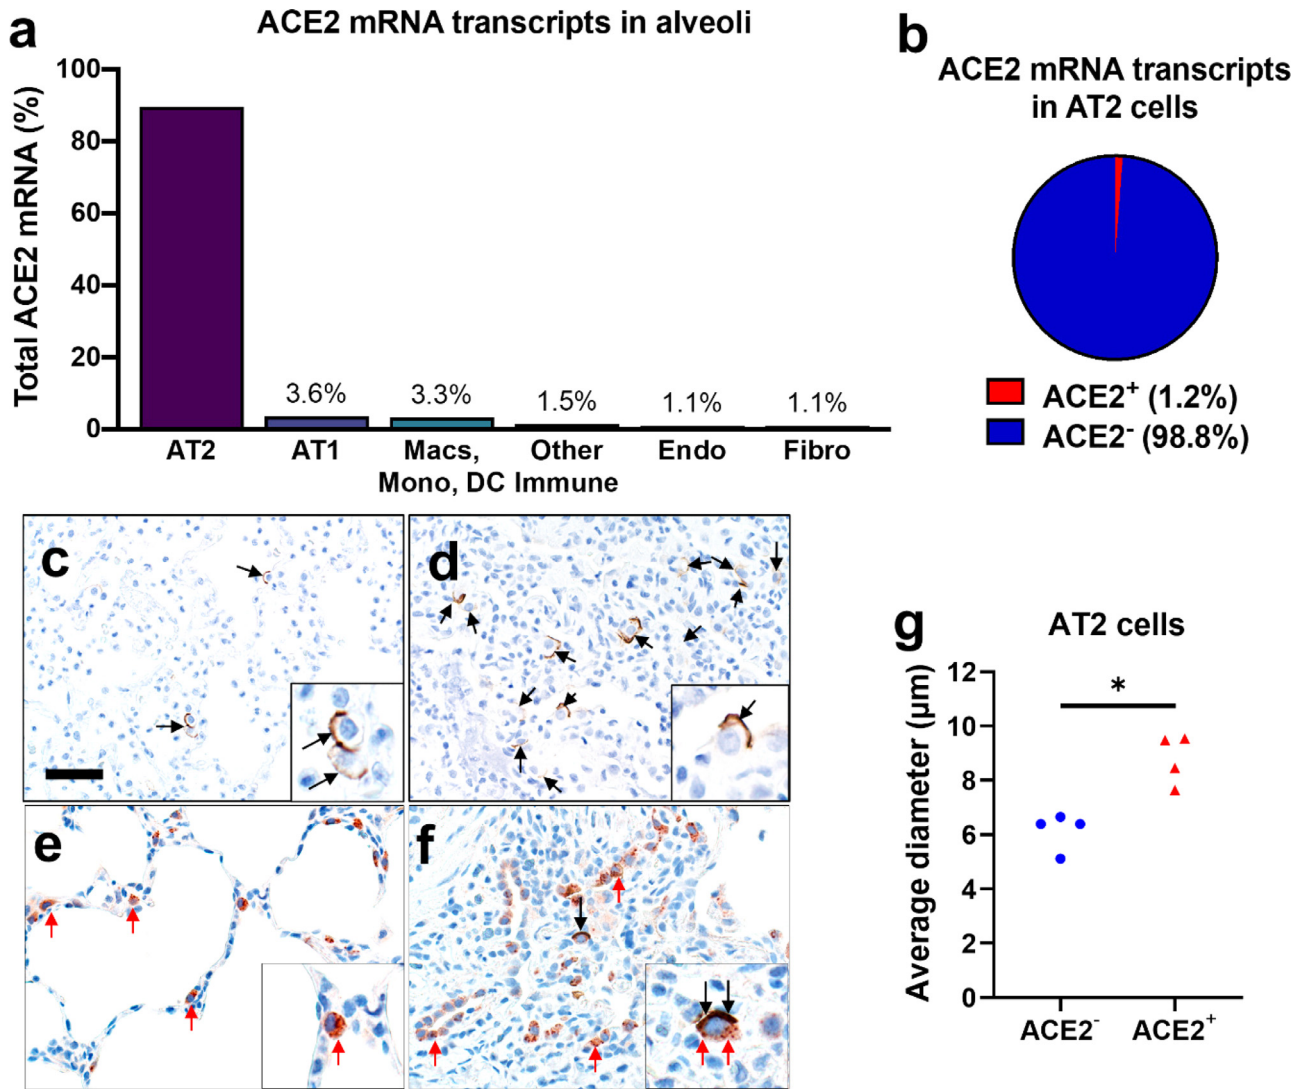 a
ACE2 mRNA transcripts in alveoli
Total ACE2 mRNA (%)
100
80
60
40
20
0
3.6%
3.3%
1.5%
1.1%
1.1%
AT2
AT1
Macs,
Mono, DC
Other
Immune
Endo
Fibro
b
ACE2 mRNA transcripts
in AT2 cells
ACE2⁺ (1.2%)
ACE2⁻ (98.8%)
c
d
e
f
g
AT2 cells
Average diameter (μm)
12
10
8
6
4
2
0
*
ACE2⁻
ACE2⁺